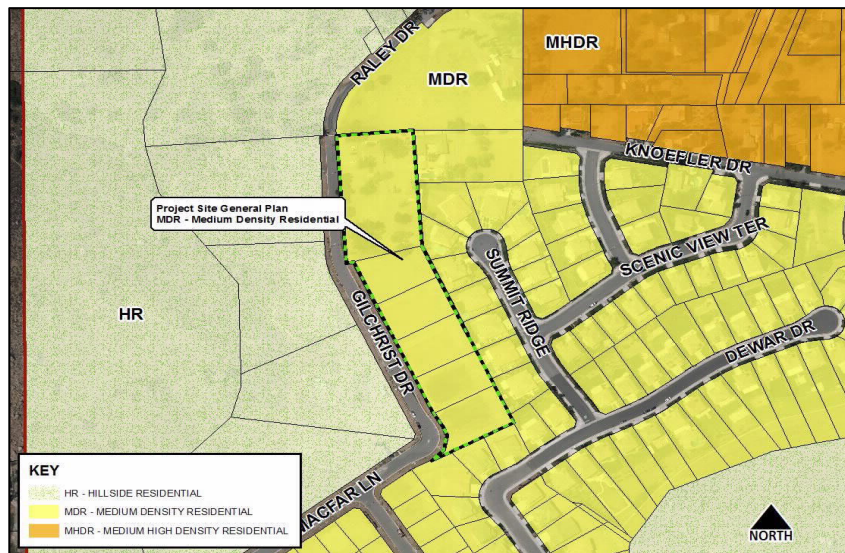 RALEY DR
MDR
MHDR
KNOEFLER DR
Project Site General Plan
MDR - Medium Density Residential
SUMMIT RIDGE
SCENIC VIEW TER
HR
GILCHRIST DR
DEWAR DR
MACFAR LN
KEY
HR - HILLSIDE RESIDENTIAL
MDR - MEDIUM DENSITY RESIDENTIAL
MHDR - MEDIUM HIGH DENSITY RESIDENTIAL
NORTH